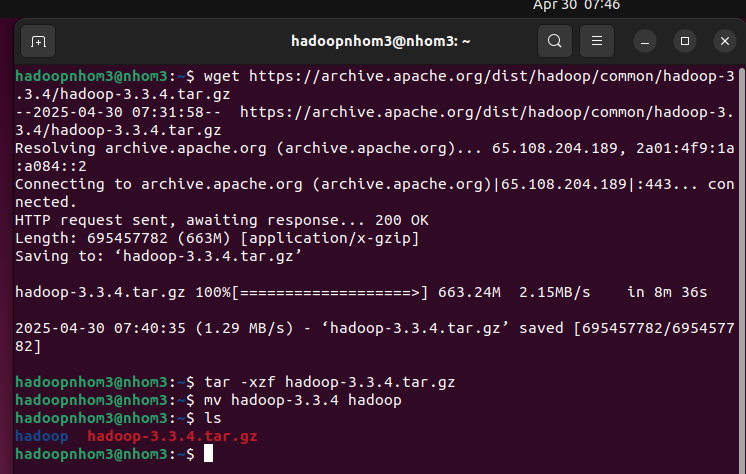 Apr 30  07:46
hadoopnhom3@nhom3: ~
hadoopnhom3@nhom3:~$ wget https://archive.apache.org/dist/hadoop/common/hadoop-3
.3.4/hadoop-3.3.4.tar.gz
--2025-04-30 07:31:58--  https://archive.apache.org/dist/hadoop/common/hadoop-3.
3.4/hadoop-3.3.4.tar.gz
Resolving archive.apache.org (archive.apache.org)... 65.108.204.189, 2a01:4f9:1a
:a084::2
Connecting to archive.apache.org (archive.apache.org)|65.108.204.189|:443... con
nected.
HTTP request sent, awaiting response... 200 OK
Length: 695457782 (663M) [application/x-gzip]
Saving to: ‘hadoop-3.3.4.tar.gz’
hadoop-3.3.4.tar.gz 100%[===================>] 663.24M  2.15MB/s    in 8m 36s
2025-04-30 07:40:35 (1.29 MB/s) - ‘hadoop-3.3.4.tar.gz’ saved [695457782/6954577
82]
hadoopnhom3@nhom3:~$ tar -xzf hadoop-3.3.4.tar.gz
hadoopnhom3@nhom3:~$ mv hadoop-3.3.4 hadoop
hadoopnhom3@nhom3:~$ ls
hadoop  hadoop-3.3.4.tar.gz
hadoopnhom3@nhom3:~$